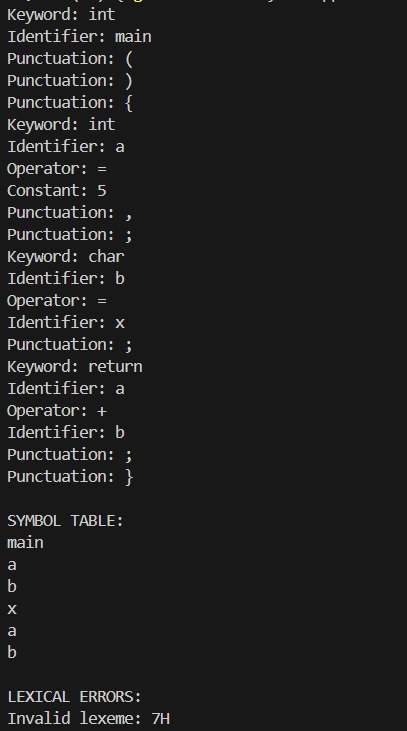 Keyword: int
Identifier: main
Punctuation: (
Punctuation: )
Punctuation: {
Keyword: int
Identifier: a
Operator: =
Constant: 5
Punctuation: ,
Punctuation: ;
Keyword: char
Identifier: b
Operator: =
Identifier: x
Punctuation: ;
Keyword: return
Identifier: a
Operator: +
Identifier: b
Punctuation: ;
Punctuation: }
SYMBOL TABLE:
main
a
b
x
a
b
LEXICAL ERRORS:
Invalid lexeme: 7H